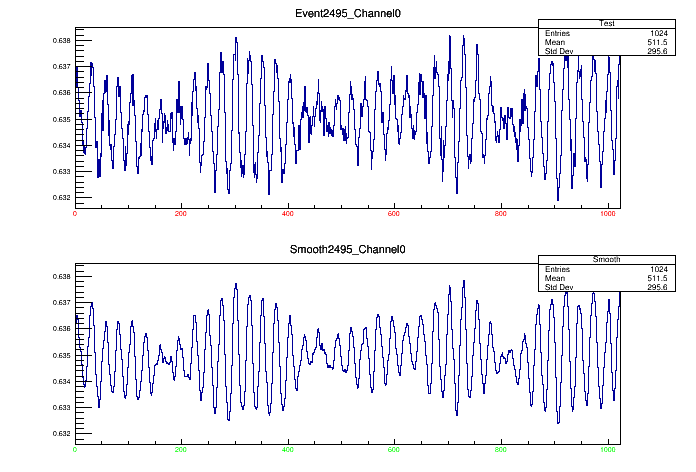 Event2495_Channel0
Test
Entries 1024
Mean 511.5
Std Dev 295.6
0.638
0.637
0.636
0.635
0.634
0.633
0.632
0 200 400 600 800 1000
Smooth2495_Channel0
Smooth
Entries 1024
Mean 511.5
Std Dev 295.6
0.638
0.637
0.636
0.635
0.634
0.633
0.632
0 200 400 600 800 1000